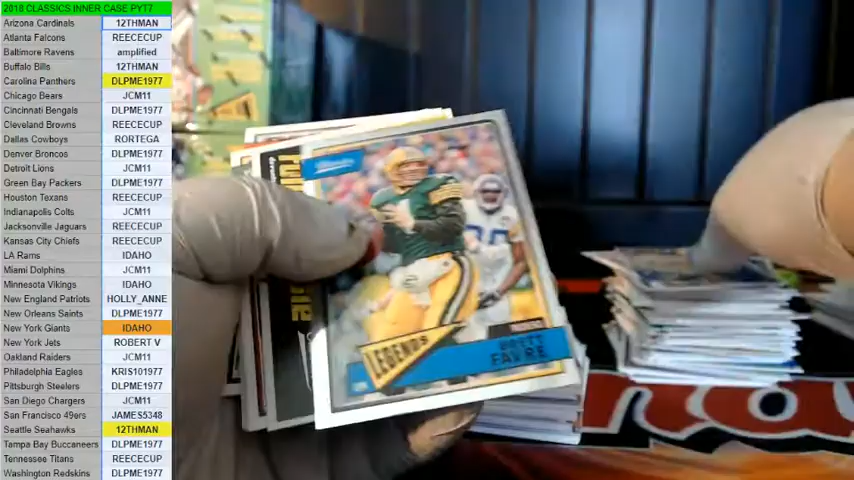 2018 CLASSICS INNER CASE PYT7
Arizona Cardinals 12THMAN
Atlanta Falcons REECECUP
Baltimore Ravens amplified
Buffalo Bills 12THMAN
Carolina Panthers DLPME1977
Chicago Bears JCM11
Cincinnati Bengals DLPME1977
Cleveland Browns REECECUP
Dallas Cowboys RORTEGA
Denver Broncos DLPME1977
Detroit Lions JCM11
Green Bay Packers DLPME1977
Houston Texans REECECUP
Indianapolis Colts JCM11
Jacksonville Jaguars REECECUP
Kansas City Chiefs REECECUP
LA Rams IDAHO
Miami Dolphins JCM11
Minnesota Vikings IDAHO
New England Patriots HOLLY_ANNE
New Orleans Saints DLPME1977
New York Giants IDAHO
New York Jets ROBERT V
Oakland Raiders JCM11
Philadelphia Eagles KRIS101977
Pittsburgh Steelers DLPME1977
San Diego Chargers JCM11
San Francisco 49ers JAMES5348
Seattle Seahawks 12THMAN
Tampa Bay Buccaneers DLPME1977
Tennessee Titans REECECUP
Washington Redskins DLPME1977
LEGENDS
BRETT
FAVRE